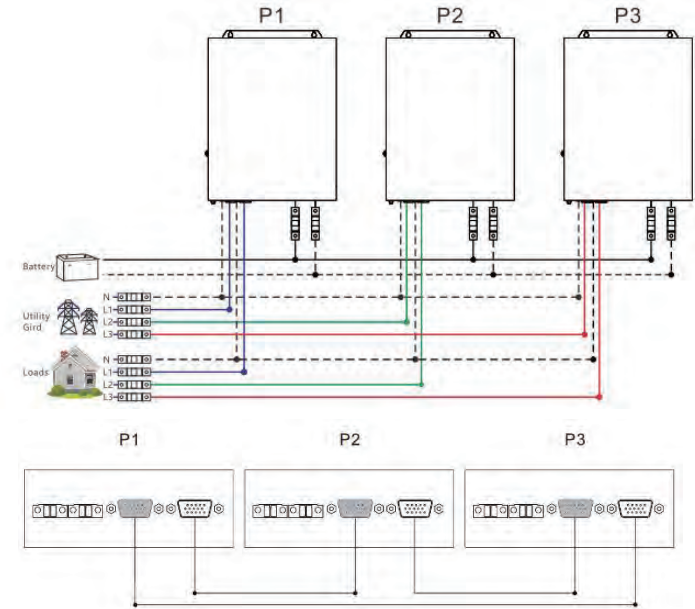 P1 P2 P3
Battery
Utility
Gird
N
L1
L2
L3
Loads
N
L1
L2
L3
P1 P2 P3